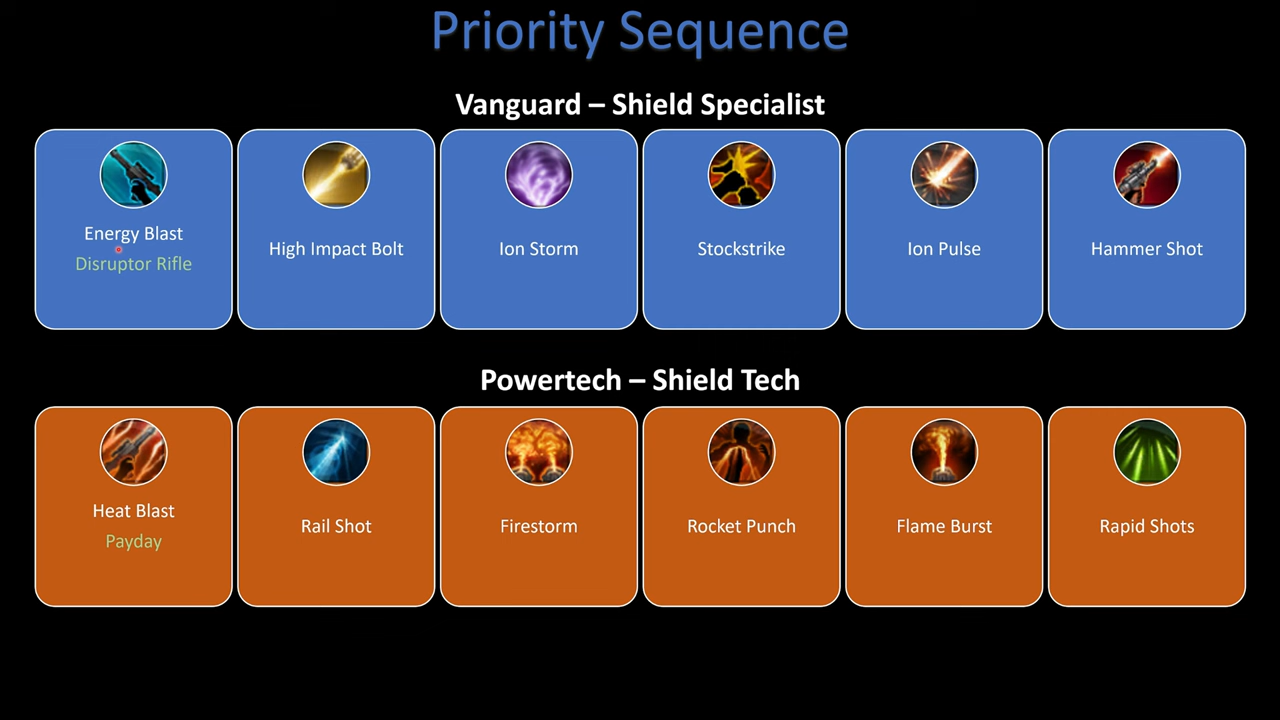 Priority Sequence
Vanguard – Shield Specialist
Energy Blast
Disruptor Rifle
High Impact Bolt
Ion Storm
Stockstrike
Ion Pulse
Hammer Shot
Powertech – Shield Tech
Heat Blast
Payday
Rail Shot
Firestorm
Rocket Punch
Flame Burst
Rapid Shots